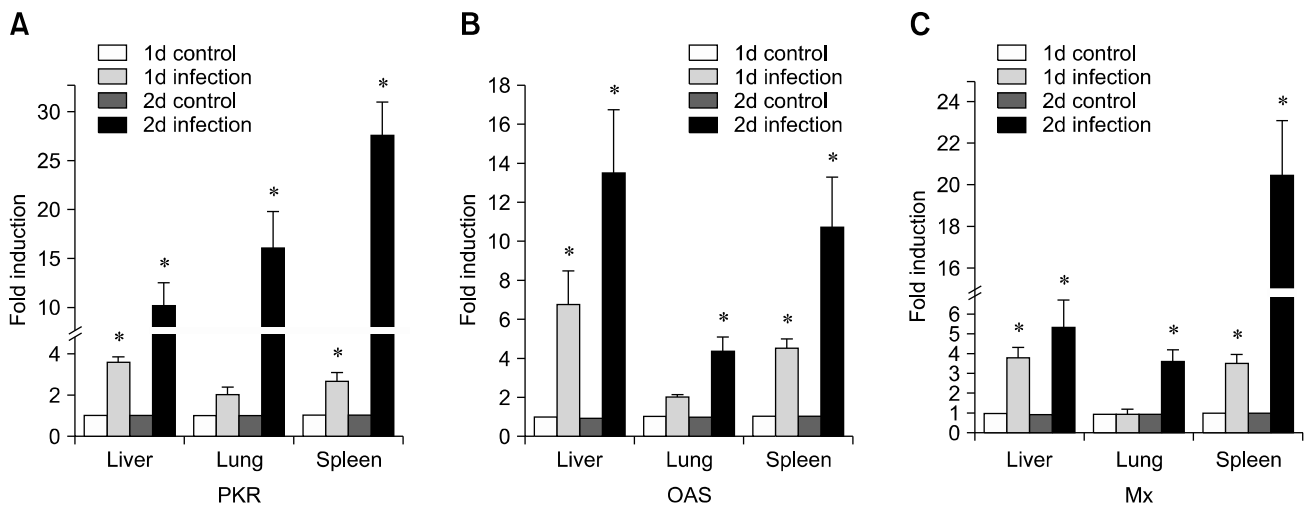 A
1d control
1d infection
2d control
2d infection
Fold induction
30
25
20
15
10
4
2
0
*
*
*
*
*
Liver
Lung
Spleen
PKR
B
1d control
1d infection
2d control
2d infection
Fold induction
18
16
14
12
10
8
6
4
2
0
*
*
*
*
*
Liver
Lung
Spleen
OAS
C
1d control
1d infection
2d control
2d infection
Fold induction
24
22
20
18
16
6
5
4
3
2
1
0
*
*
*
*
*
Liver
Lung
Spleen
Mx